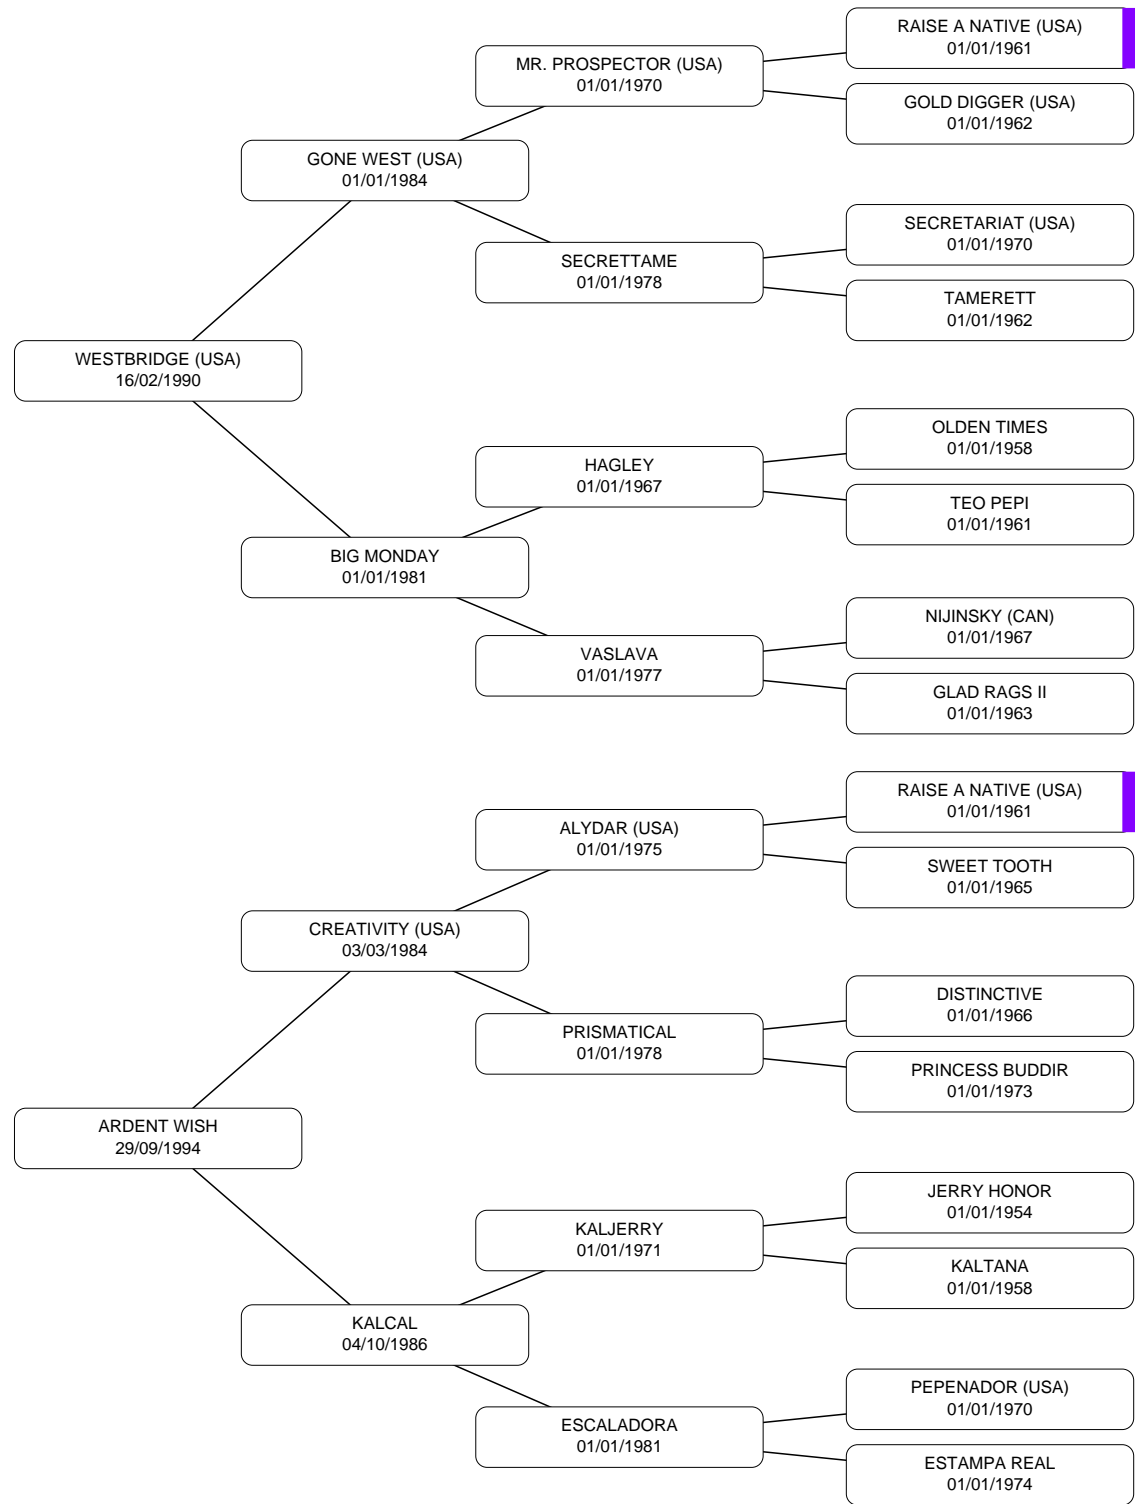 RAISE A NATIVE (USA)
01/01/1961
MR. PROSPECTOR (USA)
01/01/1970
GOLD DIGGER (USA)
01/01/1962
GONE WEST (USA)
01/01/1984
SECRETARIAT (USA)
01/01/1970
SECRETTAME
01/01/1978
TAMERETT
01/01/1962
WESTBRIDGE (USA)
16/02/1990
OLDEN TIMES
01/01/1958
HAGLEY
01/01/1967
TEO PEPI
01/01/1961
BIG MONDAY
01/01/1981
NIJINSKY (CAN)
01/01/1967
VASLAVA
01/01/1977
GLAD RAGS II
01/01/1963
RAISE A NATIVE (USA)
01/01/1961
ALYDAR (USA)
01/01/1975
SWEET TOOTH
01/01/1965
CREATIVITY (USA)
03/03/1984
DISTINCTIVE
01/01/1966
PRISMATICAL
01/01/1978
PRINCESS BUDDIR
01/01/1973
ARDENT WISH
29/09/1994
JERRY HONOR
01/01/1954
KALJERRY
01/01/1971
KALTANA
01/01/1958
KALCAL
04/10/1986
PEPENADOR (USA)
01/01/1970
ESCALADORA
01/01/1981
ESTAMPA REAL
01/01/1974